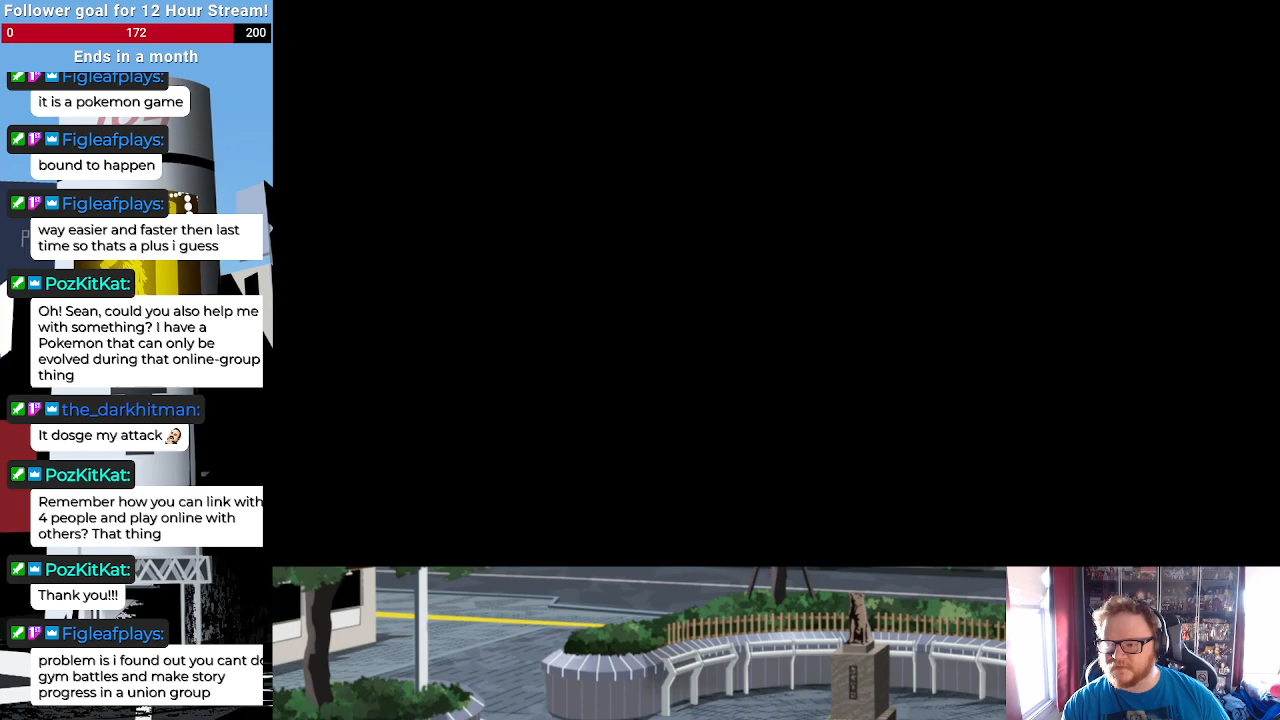 Follower goal for 12 Hour Stream!
0 172 200
Ends in a month
Figleafplays:
it is a pokemon game
Figleafplays:
bound to happen
Figleafplays:
way easier and faster then last
time so thats a plus i guess
PozKitKat:
Oh! Sean, could you also help me
with something? I have a
Pokemon that can only be
evolved during that online-group
thing
the_darkhitman:
It dosge my attack
PozKitKat:
Remember how you can link with
4 people and play online with
others? That thing
PozKitKat:
Thank you!!!
Figleafplays:
problem is i found out you cant do
gym battles and make story
progress in a union group